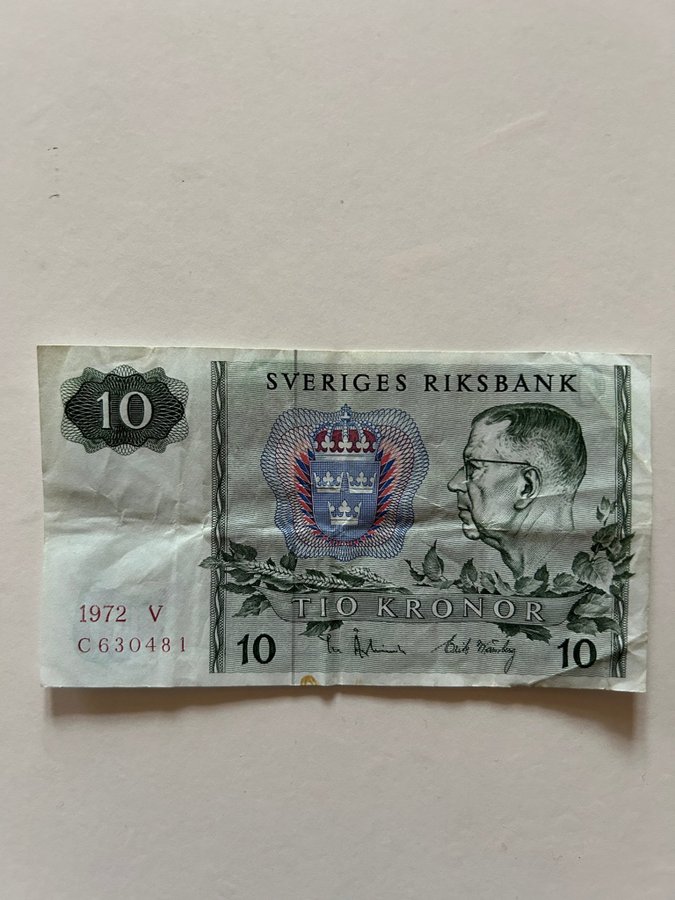 SVERIGES RIKSBANK
10
TIO KRONOR
1972 V
C630481
10
10